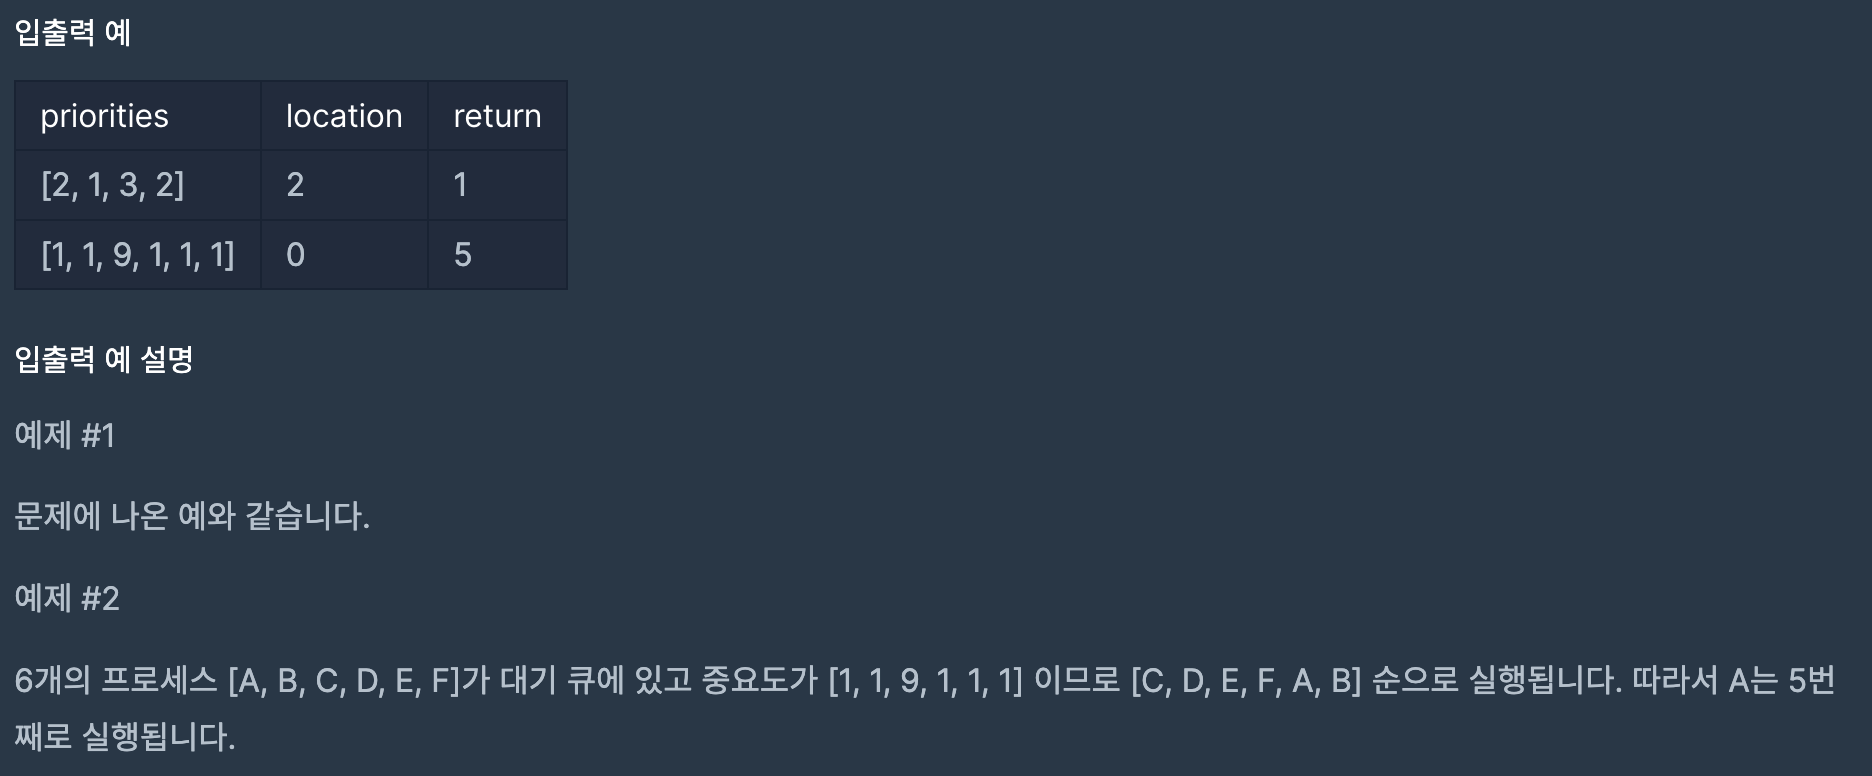 입출력 예
priorities location return
[2, 1, 3, 2] 2 1
[1, 1, 9, 1, 1, 1] 0 5
입출력 예 설명
예제 #1
문제에 나온 예와 같습니다.
예제 #2
6개의 프로세스 [A, B, C, D, E, F]가 대기 큐에 있고 중요도가 [1, 1, 9, 1, 1, 1] 이므로 [C, D, E, F, A, B] 순으로 실행됩니다. 따라서 A는 5번
째로 실행됩니다.